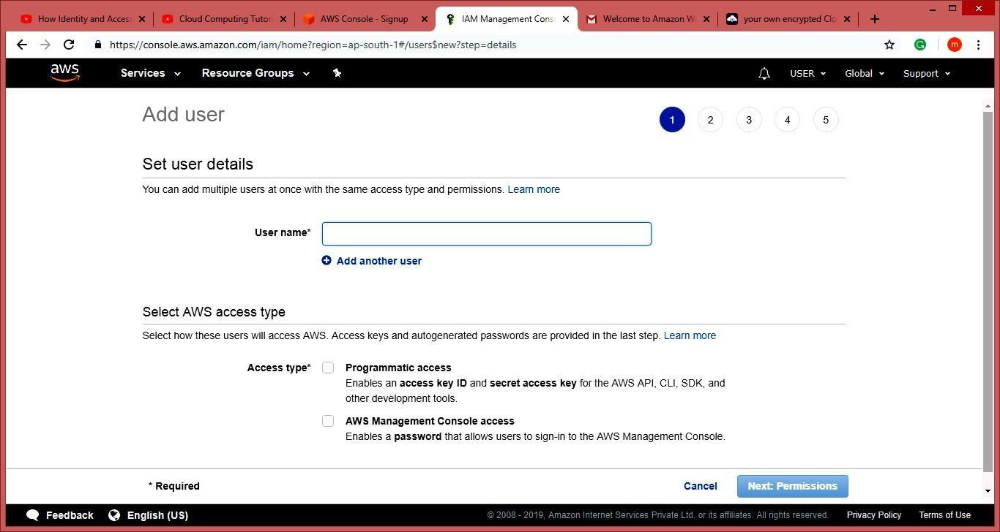 How Identity and Access
Cloud Computing Tutori
AWS Console - Signup
IAM Management Cons
Welcome to Amazon W
your own encrypted Clo
https://console.aws.amazon.com/iam/home?region=ap-south-1#/users$new?step=details
m
aws
Services
Resource Groups
USER
Global
Support
Add user
1
2
3
4
5
Set user details
You can add multiple users at once with the same access type and permissions. Learn more
User name*
Add another user
Select AWS access type
Select how these users will access AWS. Access keys and autogenerated passwords are provided in the last step. Learn more
Access type*
Programmatic access
Enables an access key ID and secret access key for the AWS API, CLI, SDK, and
other development tools.
AWS Management Console access
Enables a password that allows users to sign-in to the AWS Management Console.
* Required
Cancel
Next: Permissions
Feedback
English (US)
© 2008 - 2019, Amazon Internet Services Private Ltd. or its affiliates. All rights reserved.
Privacy Policy
Terms of Use